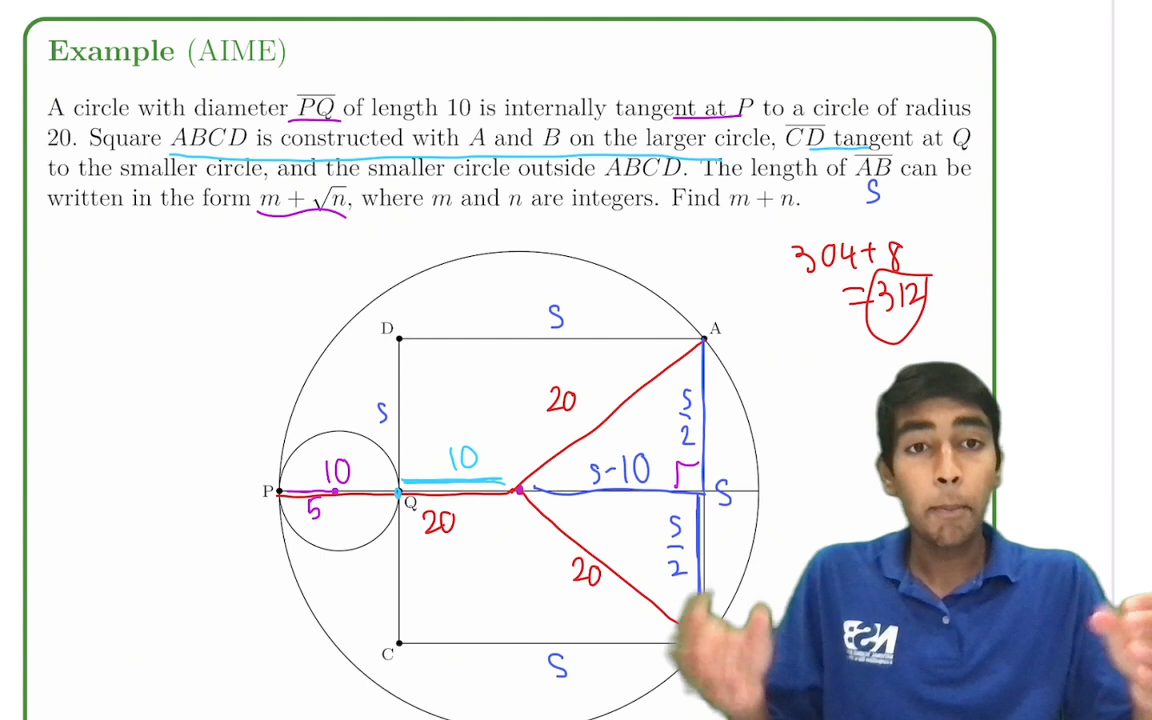 Example (AIME)
A circle with diameter PQ of length 10 is internally tangent at P to a circle of radius
20. Square ABCD is constructed with A and B on the larger circle, CD tangent at Q
to the smaller circle, and the smaller circle outside ABCD. The length of AB can be
written in the form m + √n, where m and n are integers. Find m + n.
S
304+8
=312
S
D
A
20
S
2
S
10
10
S-10
P
Q
S
5
20
S
2
20
C
S